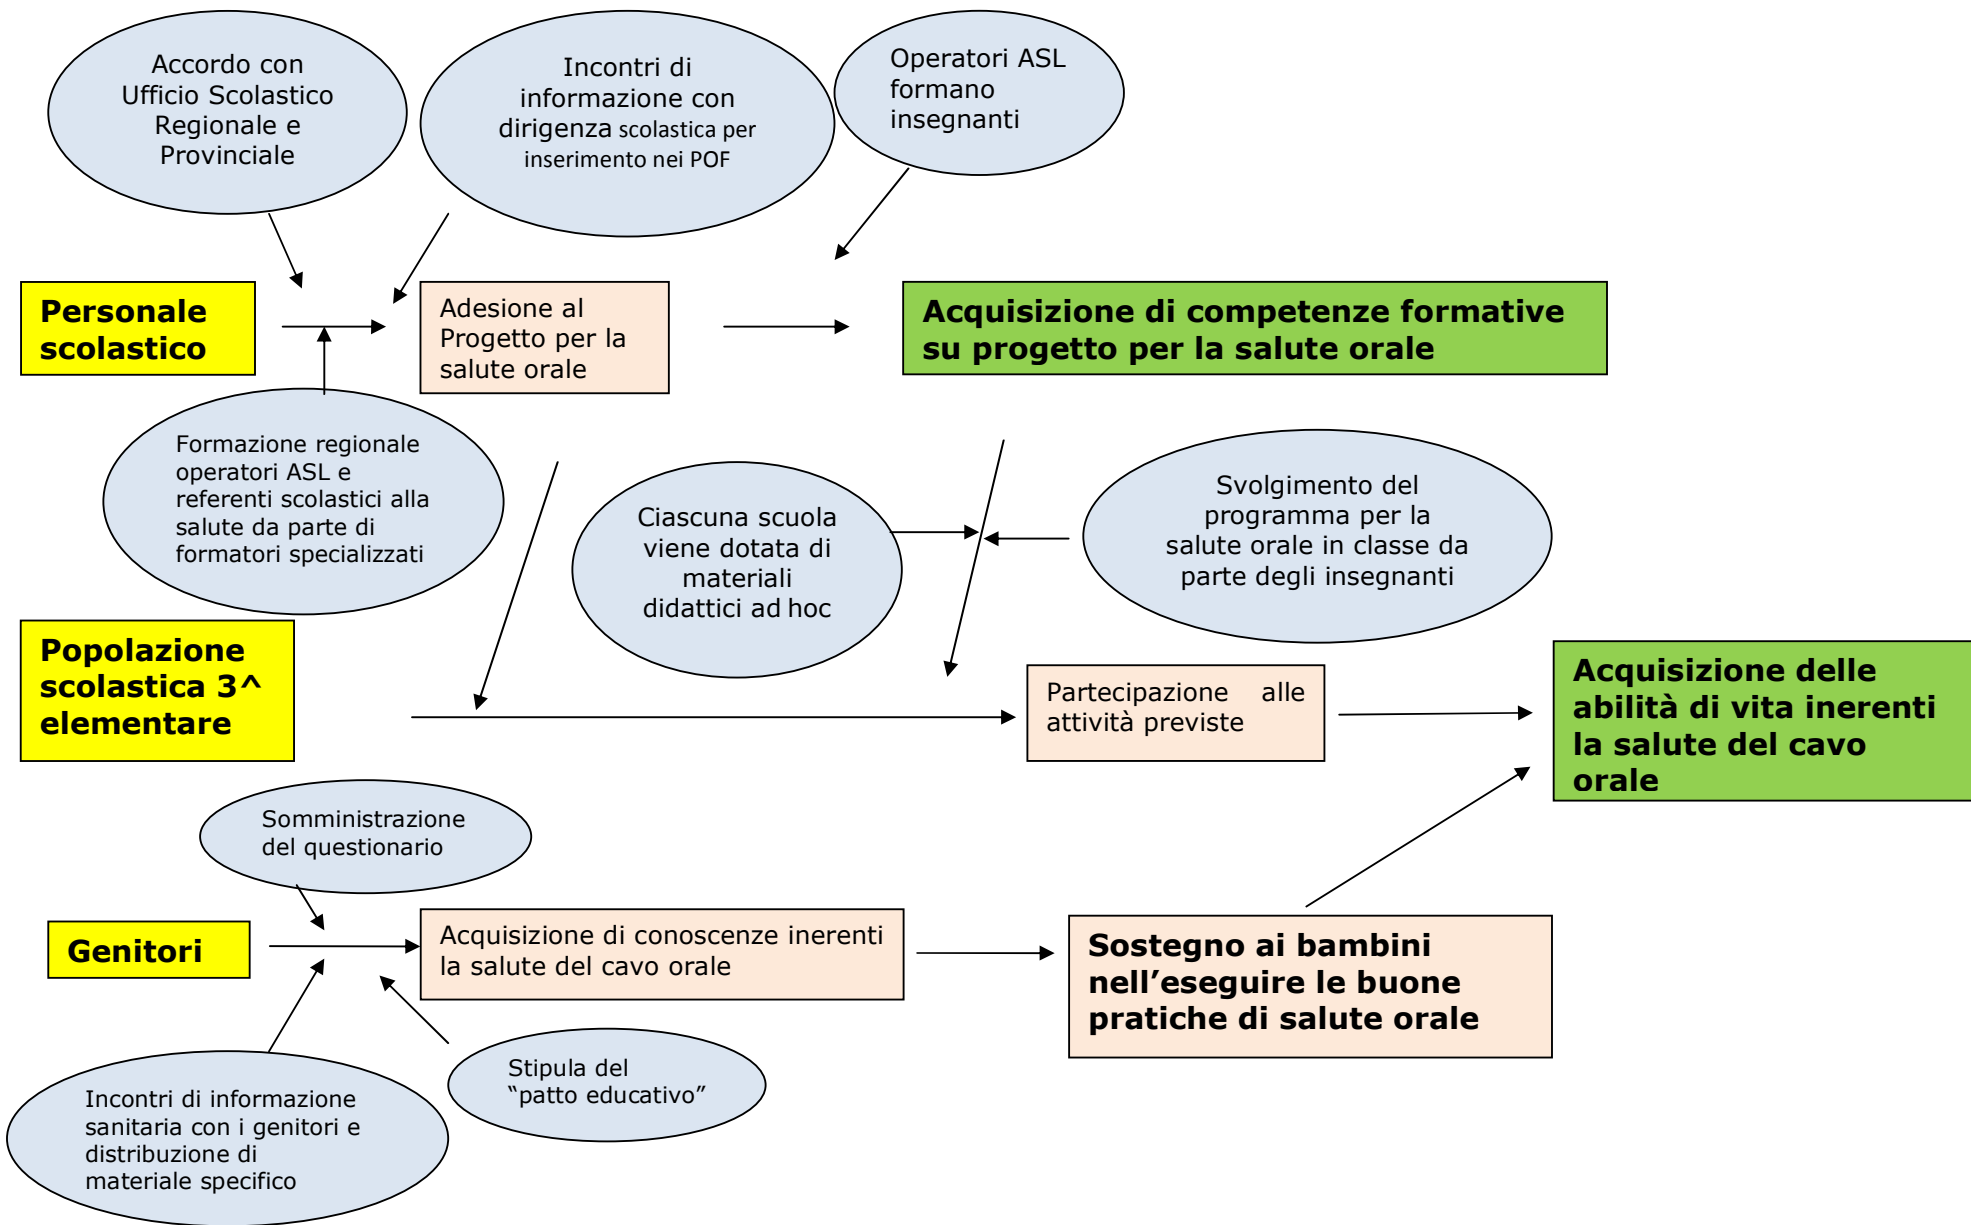 Accordo con
Ufficio Scolastico
Regionale e
Provinciale
Incontri di
informazione con
dirigenza scolastica per
inserimento nei POF
Operatori ASL
formano
insegnanti
Personale
scolastico
Adesione al
Progetto per la
salute orale
Acquisizione di competenze formative
su progetto per la salute orale
Formazione regionale
operatori ASL e
referenti scolastici alla
salute da parte di
formatori specializzati
Ciascuna scuola
viene dotata di
materiali
didattici ad hoc
Svolgimento del
programma per la
salute orale in classe da
parte degli insegnanti
Popolazione
scolastica 3^
elementare
Partecipazione alle
attività previste
Acquisizione delle
abilità di vita inerenti
la salute del cavo
orale
Somministrazione
del questionario
Genitori
Acquisizione di conoscenze inerenti
la salute del cavo orale
Sostegno ai bambini
nell’eseguire le buone
pratiche di salute orale
Stipula del
“patto educativo”
Incontri di informazione
sanitaria con i genitori e
distribuzione di
materiale specifico